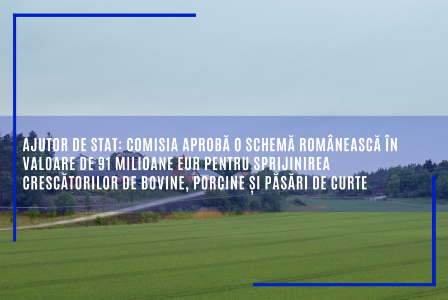 AJUTOR DE STAT: COMISIA APROBĂ O SCHEMĂ ROMÂNEASCĂ ÎN
VALOARE DE 91 MILIOANE EUR PENTRU SPRIJINIREA
CRESCĂTORILOR DE BOVINE, PORCINE ȘI PĂSĂRI DE CURTE